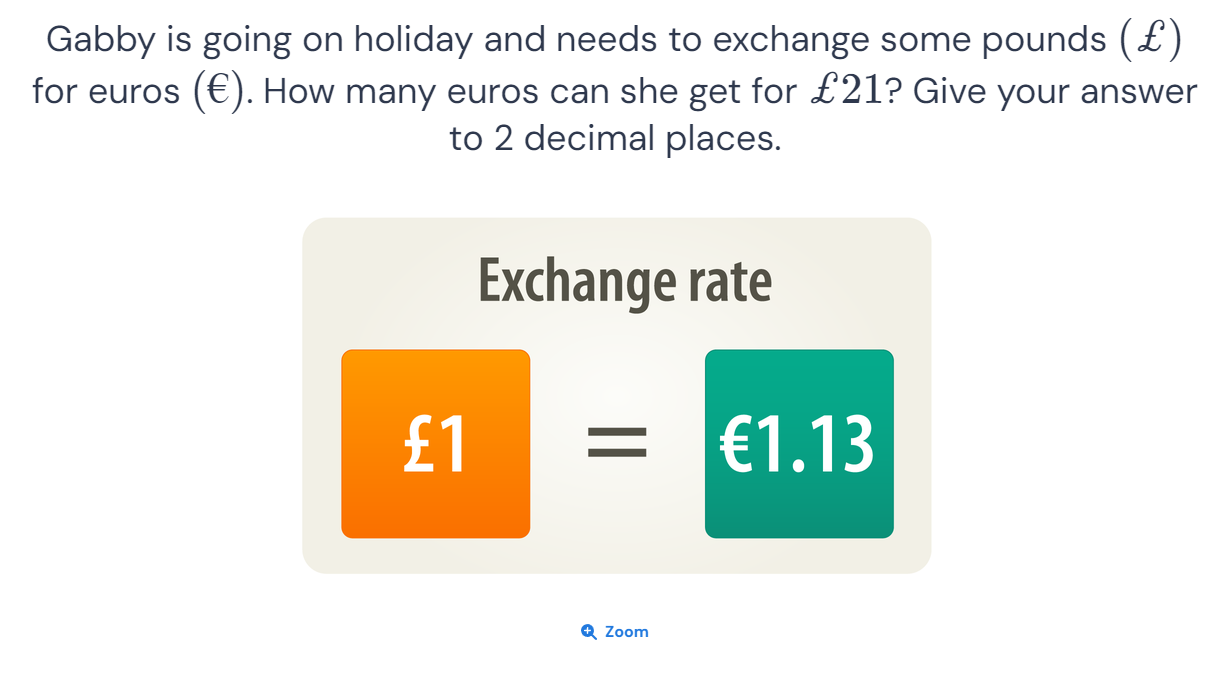 Gabby is going on holiday and needs to exchange some pounds (£)
for euros (€). How many euros can she get for £21? Give your answer
to 2 decimal places.
Exchange rate
£1 = €1.13
Zoom